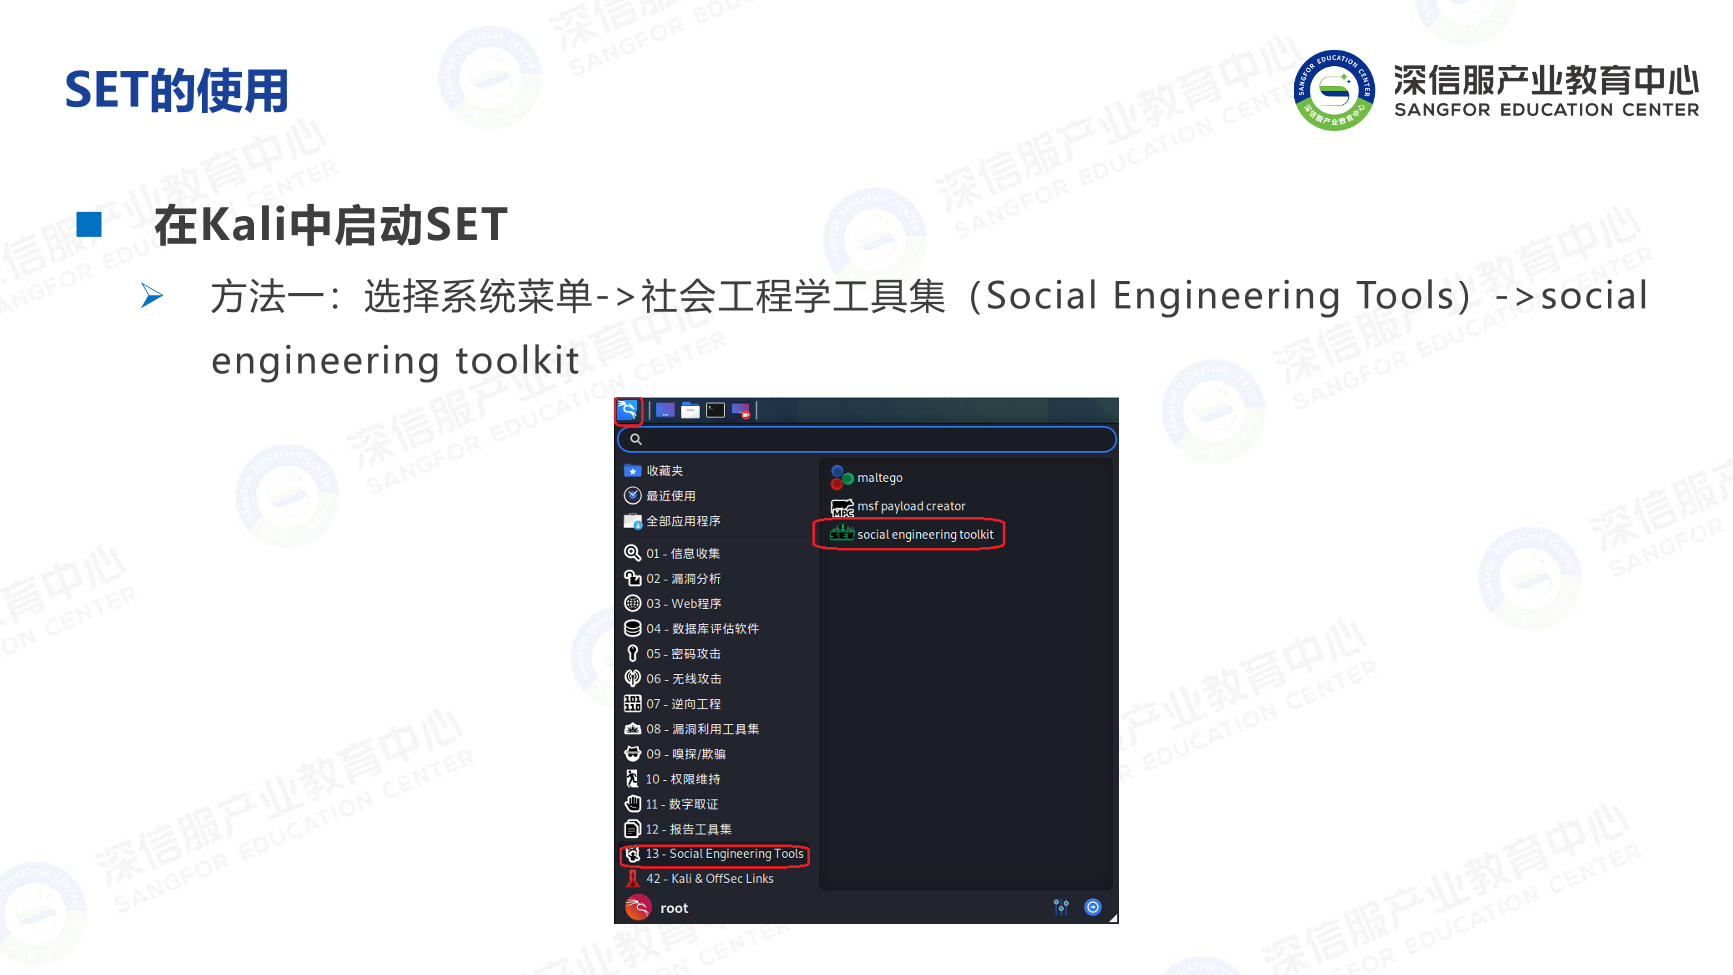 SET的使用
深信服产业教育中心
SANGFOR EDUCATION CENTER
在Kali中启动SET
方法一：选择系统菜单->社会工程学工具集（Social Engineering Tools）->social
engineering toolkit
收藏夹
最近使用
全部应用程序
01 - 信息收集
02 - 漏洞分析
03 - Web程序
04 - 数据库评估软件
05 - 密码攻击
06 - 无线攻击
07 - 逆向工程
08 - 漏洞利用工具集
09 - 嗅探/欺骗
10 - 权限维持
11 - 数字取证
12 - 报告工具集
13 - Social Engineering Tools
42 - Kali & OffSec Links
maltego
msf payload creator
social engineering toolkit
root